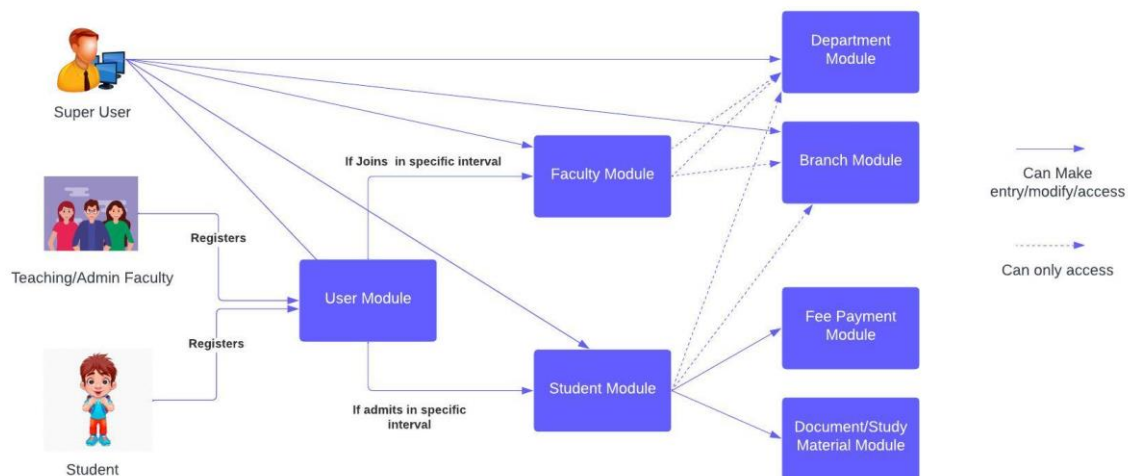 Super User
Teaching/Admin Faculty
Student
Registers
Registers
User Module
If Joins in specific interval
If admits in specific
interval
Faculty Module
Student Module
Department
Module
Branch Module
Fee Payment
Module
Document/Study
Material Module
Can Make
entry/modify/access
Can only access